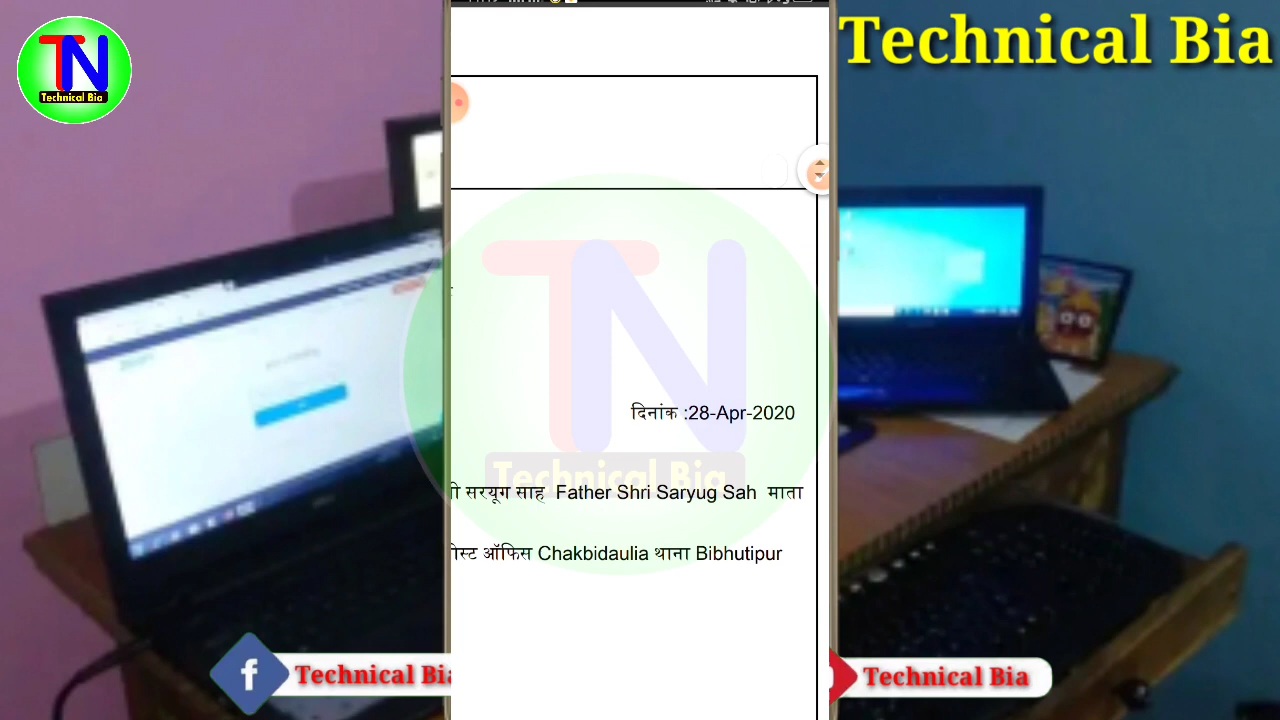 TN
Technical Bia
Technical Bia
दिनांक :28-Apr-2020
Technical Bia
सरयूग साह Father Shri Saryug Sah माता
ऑफिस Chakbidaulia थाना Bibhutipur
f Technical
Technical Bia